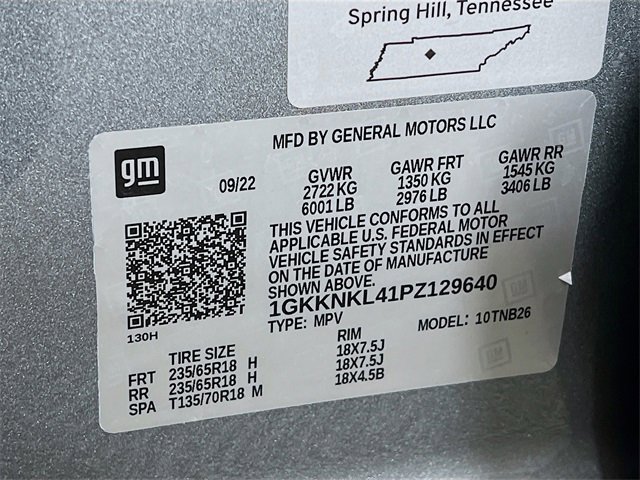 Spring Hill, Tennessee
MFD BY GENERAL MOTORS LLC
gm
09/22
GVWR GAWR FRT GAWR RR
2722 KG 1350 KG 1545 KG
6001 LB 2976 LB 3406 LB
THIS VEHICLE CONFORMS TO ALL
APPLICABLE U.S. FEDERAL MOTOR
VEHICLE SAFETY STANDARDS IN EFFECT
ON THE DATE OF MANUFACTURE
SHOWN ABOVE.
1GKKNKL41PZ129640
TYPE: MPV MODEL: 10TNB26
130H
TIRE SIZE RIM
FRT 235/65R18 H 18X7.5J
RR 235/65R18 H 18X7.5J
SPA T135/70R18 M 18X4.5B